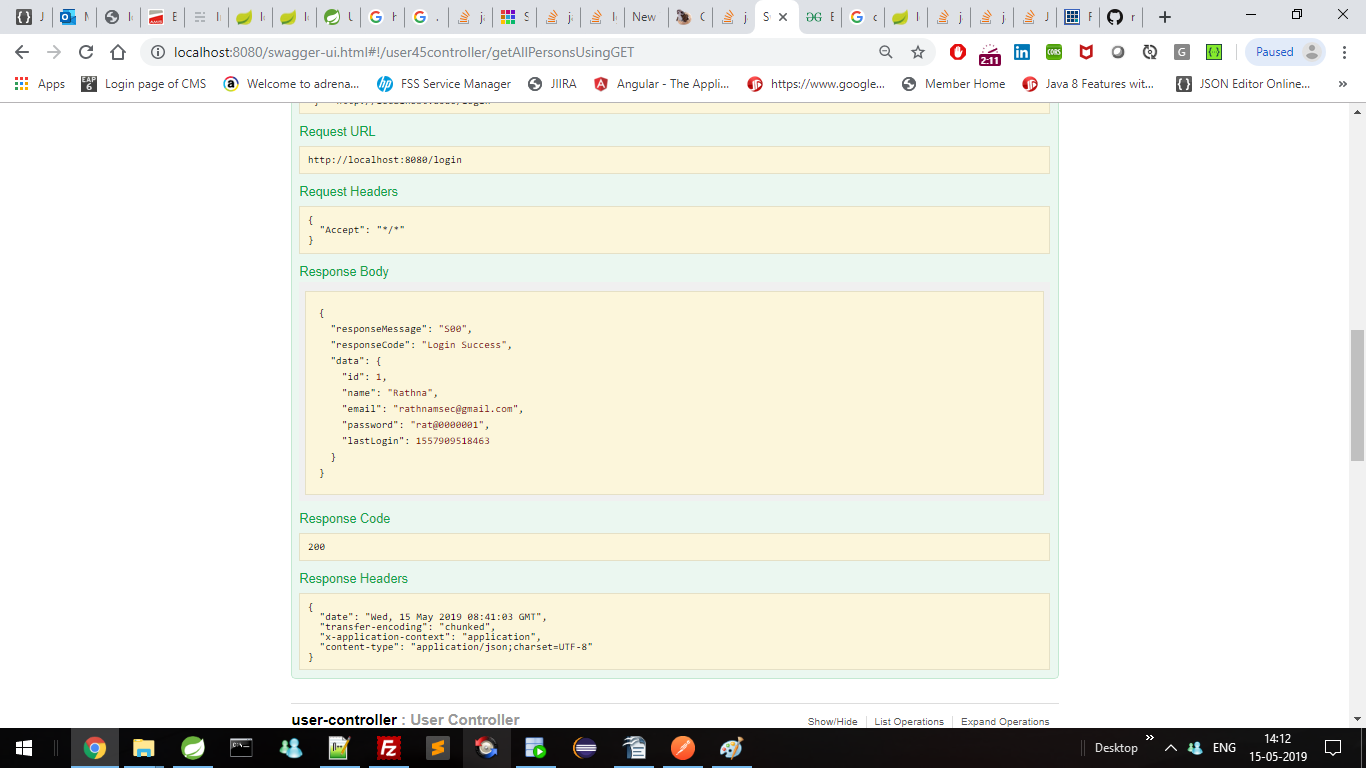 New
2:11
localhost:8080/swagger-ui.html#!/user45controller/getAllPersonsUsingGET
CORS
Paused
Apps
Login page of CMS
Welcome to adrena...
FSS Service Manager
JIIRA
Angular - The Appli...
https://www.google...
Member Home
Java 8 Features wit...
JSON Editor Online...
»
Request URL
http://localhost:8080/login
Request Headers
{
"Accept": "*/*"
}
Response Body
{
"responseMessage": "S00",
"responseCode": "Login Success",
"data": {
"id": 1,
"name": "Rathna",
"email": "rathnamsec@gmail.com",
"password": "rat@0000001",
"lastLogin": 1557909518463
}
}
Response Code
200
Response Headers
{
"date": "Wed, 15 May 2019 08:41:03 GMT",
"transfer-encoding": "chunked",
"x-application-context": "application",
"content-type": "application/json;charset=UTF-8"
}
user-controller : User Controller
Show/Hide
List Operations
Expand Operations
Desktop
»
ENG
14:12
15-05-2019